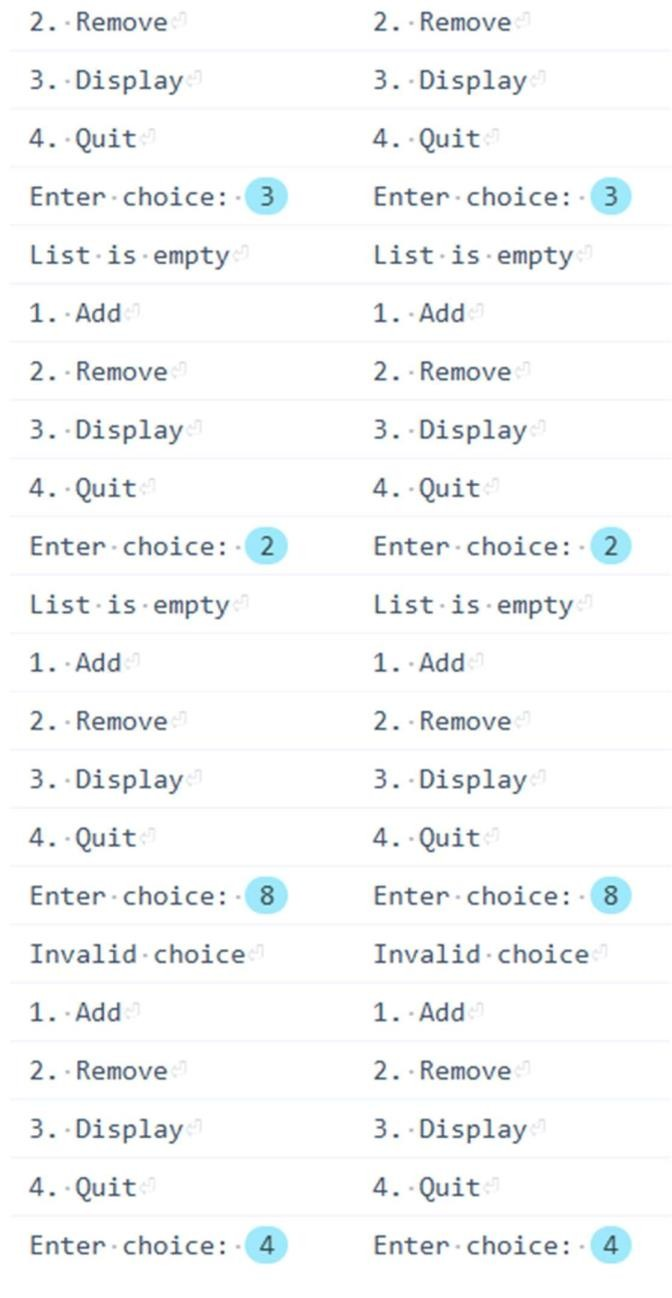 2. Remove 2. Remove
3. Display 3. Display
4. Quit 4. Quit
Enter choice: 3 Enter choice: 3
List is empty List is empty
1. Add 1. Add
2. Remove 2. Remove
3. Display 3. Display
4. Quit 4. Quit
Enter choice: 2 Enter choice: 2
List is empty List is empty
1. Add 1. Add
2. Remove 2. Remove
3. Display 3. Display
4. Quit 4. Quit
Enter choice: 8 Enter choice: 8
Invalid choice Invalid choice
1. Add 1. Add
2. Remove 2. Remove
3. Display 3. Display
4. Quit 4. Quit
Enter choice: 4 Enter choice: 4